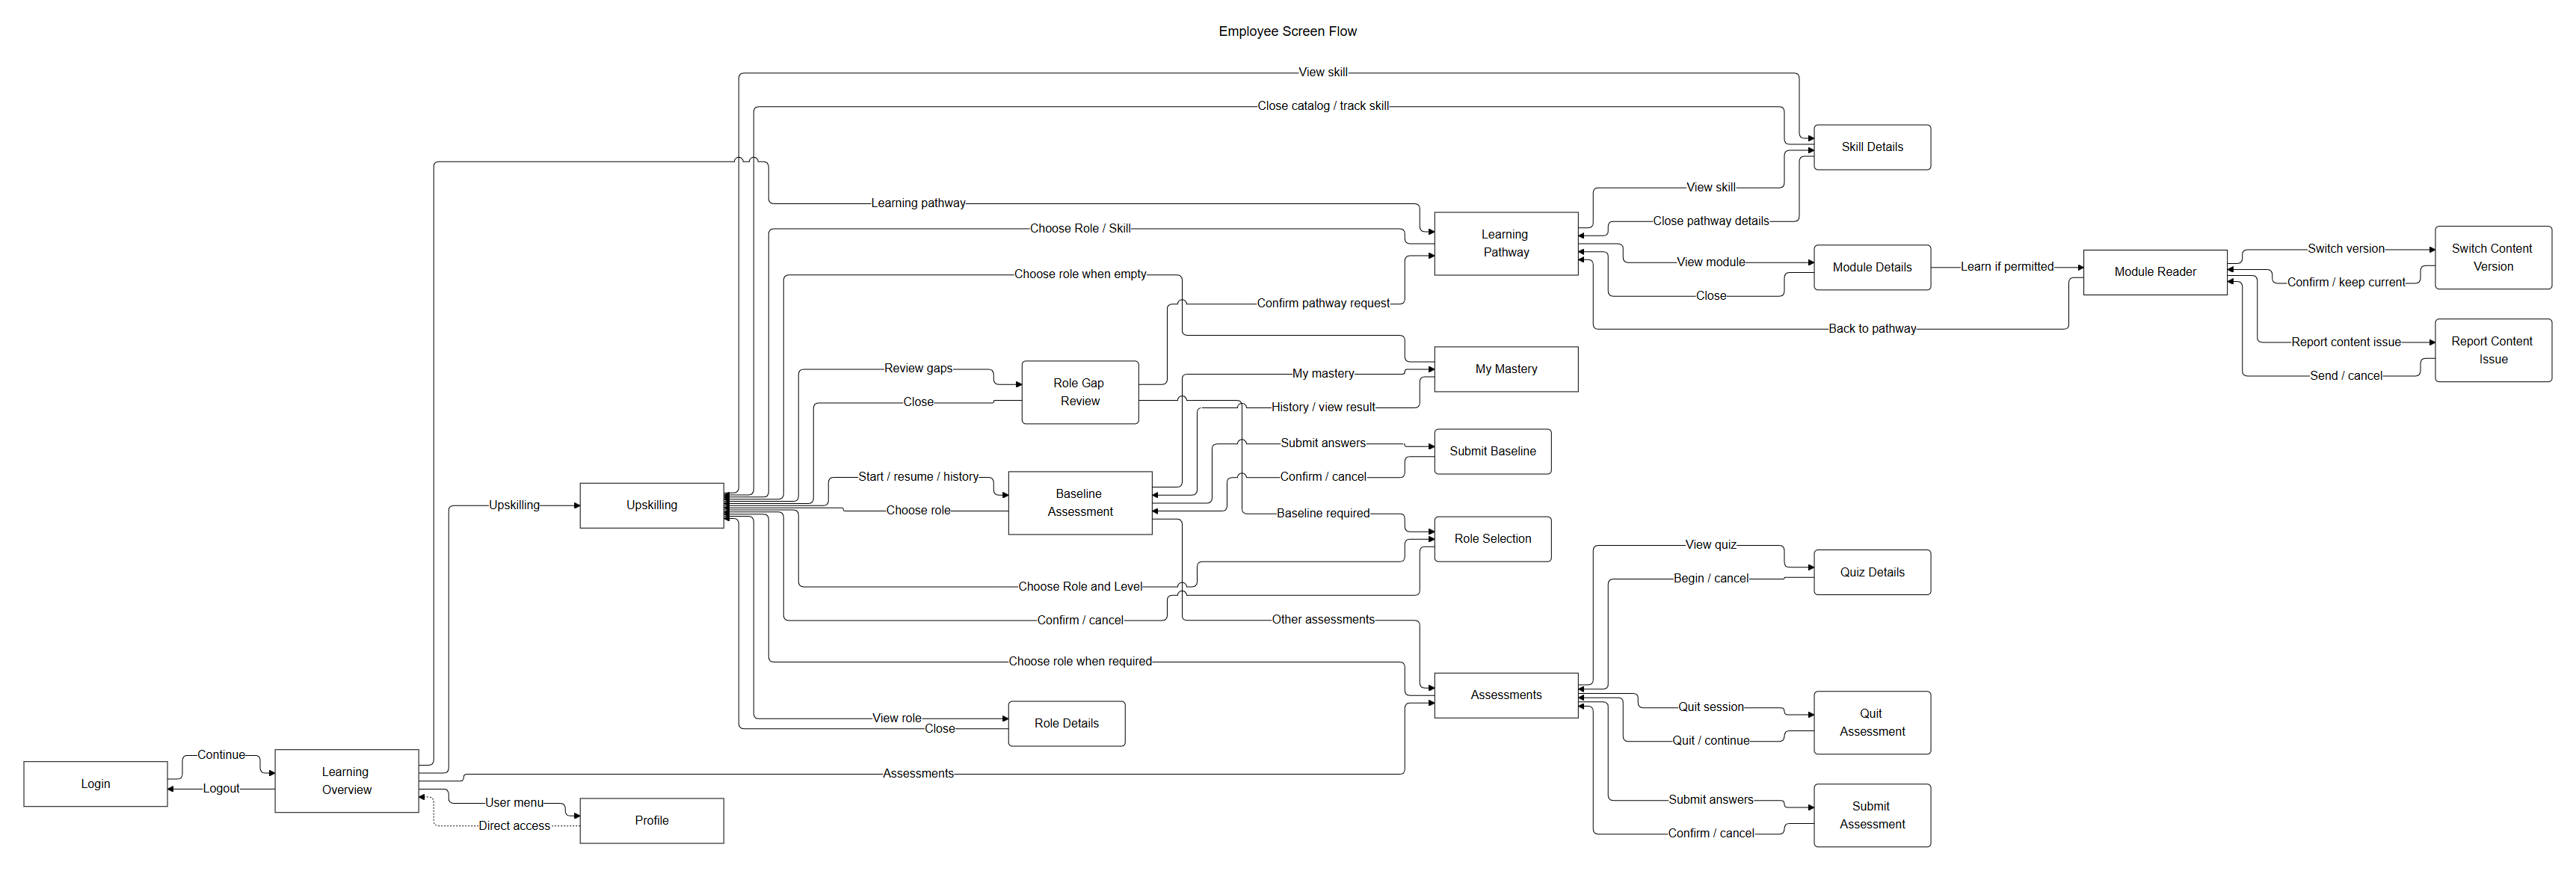 Employee Screen Flow
View skill
Close catalog / track skill
Skill Details
View skill
Learning pathway
Close pathway details
Choose Role / Skill
Learning
Pathway
Switch version
Switch Content
Version
View module
Module Details
Learn if permitted
Module Reader
Choose role when empty
Confirm / keep current
Close
Confirm pathway request
Back to pathway
Report content issue
Report Content
Issue
Review gaps
My mastery
My Mastery
Send / cancel
Role Gap
Review
Close
History / view result
Submit answers
Submit Baseline
Start / resume / history
Confirm / cancel
Upskilling
Upskilling
Baseline
Assessment
Choose role
Baseline required
Role Selection
View quiz
Quiz Details
Begin / cancel
Choose Role and Level
Confirm / cancel
Other assessments
Choose role when required
Assessments
Quit session
Quit
Assessment
View role
Role Details
Close
Quit / continue
Continue
Login
Logout
Learning
Overview
Assessments
User menu
Profile
Direct access
Submit answers
Submit
Assessment
Confirm / cancel